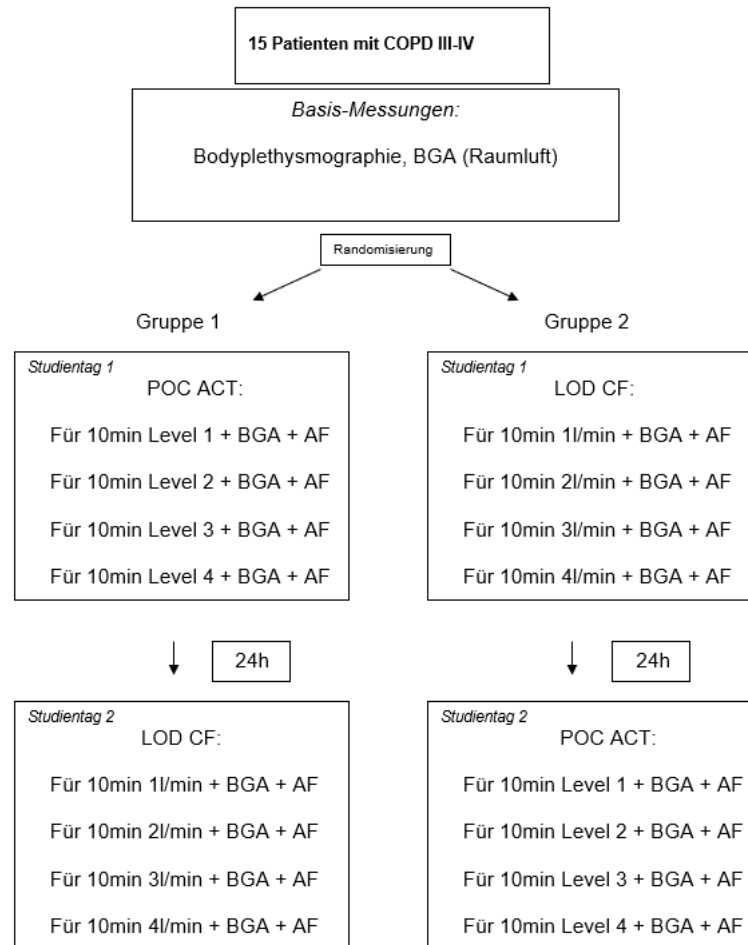 15 Patienten mit COPD III-IV
Basis-Messungen:
Bodyplethysmographie, BGA (Raumluft)
Randomisierung
Gruppe 1
Gruppe 2
Studientag 1
POC ACT:
Für 10min Level 1 + BGA + AF
Für 10min Level 2 + BGA + AF
Für 10min Level 3 + BGA + AF
Für 10min Level 4 + BGA + AF
Studientag 1
LOD CF:
Für 10min 1l/min + BGA + AF
Für 10min 2l/min + BGA + AF
Für 10min 3l/min + BGA + AF
Für 10min 4l/min + BGA + AF
24h
24h
Studientag 2
LOD CF:
Für 10min 1l/min + BGA + AF
Für 10min 2l/min + BGA + AF
Für 10min 3l/min + BGA + AF
Für 10min 4l/min + BGA + AF
Studientag 2
POC ACT:
Für 10min Level 1 + BGA + AF
Für 10min Level 2 + BGA + AF
Für 10min Level 3 + BGA + AF
Für 10min Level 4 + BGA + AF